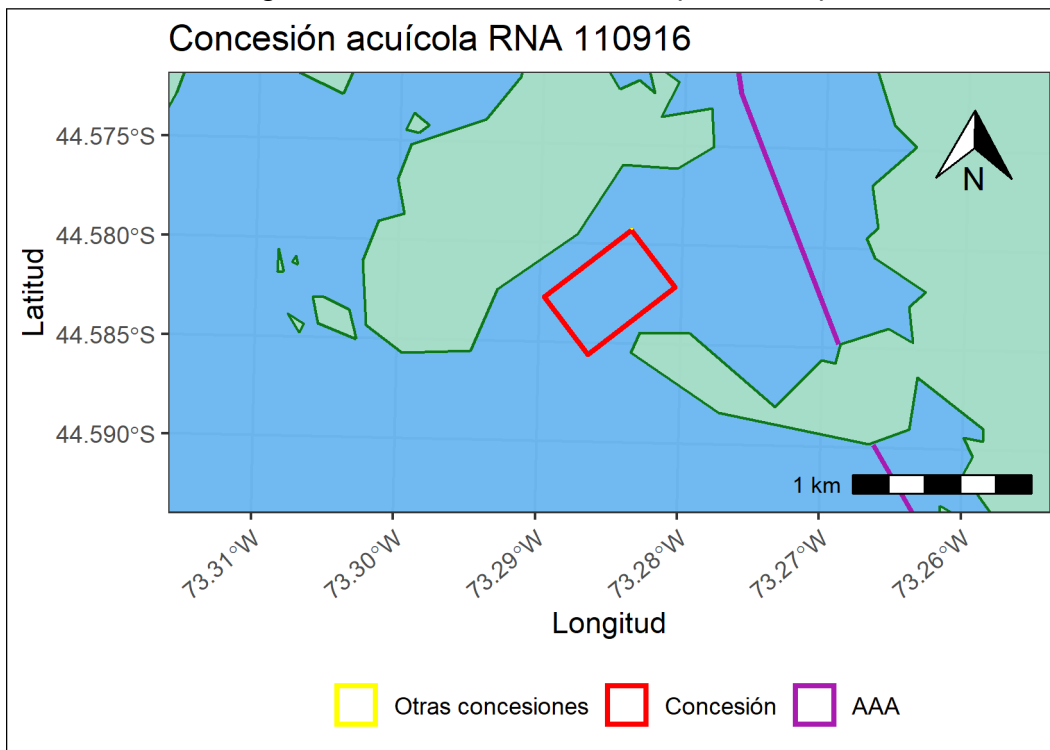 Concesión acuícola RNA 110916
44.575°S
44.580°S
44.585°S
44.590°S
Latitud
N
1 km
73.31°W
73.30°W
73.29°W
73.28°W
73.27°W
73.26°W
Longitud
Otras concesiones
Concesión
AAA